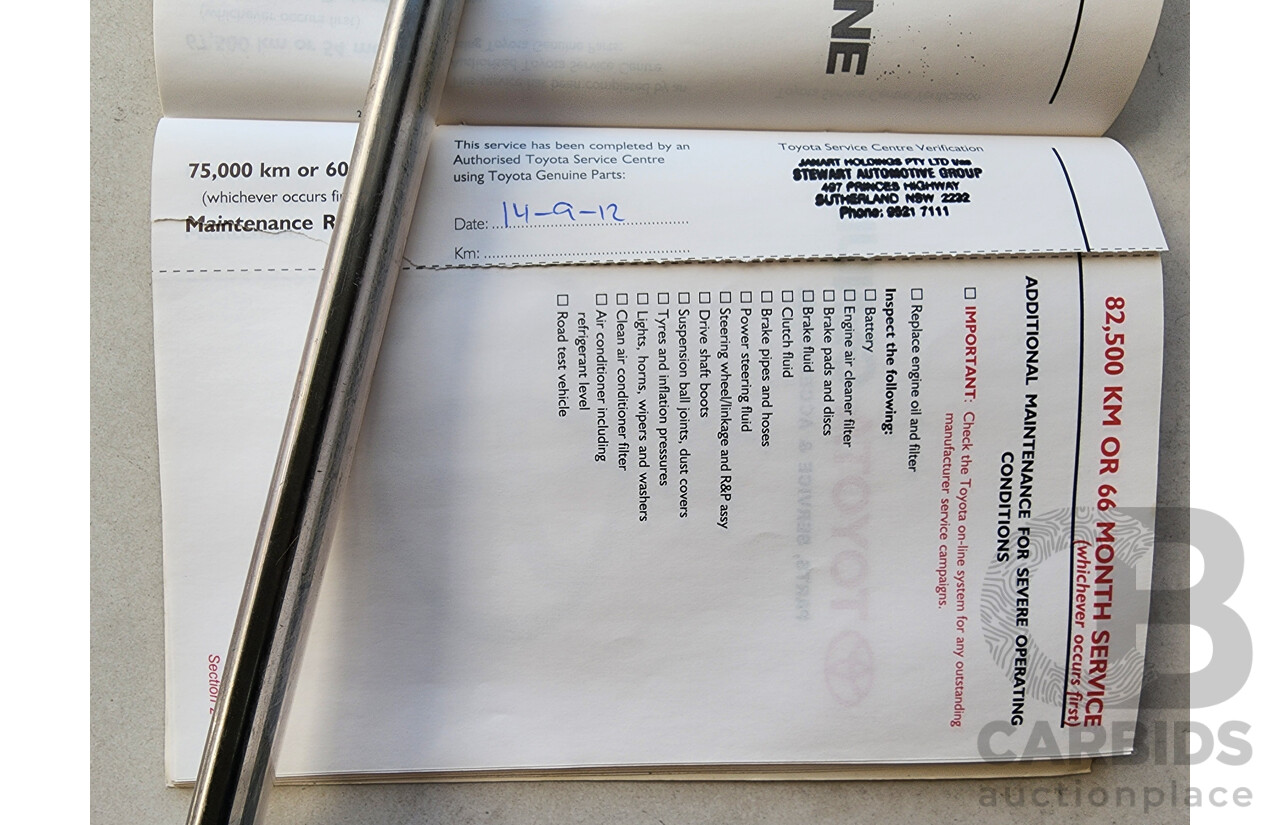 NE
75,000 km or 60
(whichever occurs fi
Maintenance R
This service has been completed by an
Authorised Toyota Service Centre
using Toyota Genuine Parts:
Date: 14-9-12
Km:
Toyota Service Centre Verification
JANART HOLDINGS PTY LTD
STEWART AUTOMOTIVE GROUP
497 PRINCES HIGHWAY
SUTHERLAND NSW 2232
Phone: 9521 7111
82,500 KM OR 66 MONTH SERVICE
(whichever occurs first)
ADDITIONAL MAINTENANCE FOR SEVERE OPERATING
CONDITIONS
☐ IMPORTANT: Check the Toyota on-line system for any outstanding
manufacturer service campaigns.
☐ Replace engine oil and filter
Inspect the following:
☐ Battery
☐ Engine air cleaner filter
☐ Brake pads and discs
☐ Brake fluid
☐ Clutch fluid
☐ Brake pipes and hoses
☐ Power steering fluid
☐ Steering wheel/linkage and R&P assy
☐ Drive shaft boots
☐ Suspension ball joints, dust covers
☐ Tyres and inflation pressures
☐ Lights, horns, wipers and washers
☐ Clean air conditioner filter
☐ Air conditioner including
refrigerant level
☐ Road test vehicle
Section 2
CB
CARBIDS
auctionplace